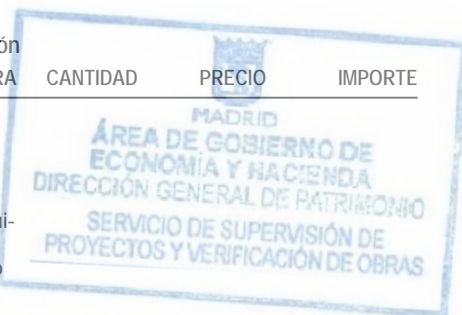 ón
RA CANTIDAD PRECIO IMPORTE
MADRID
ÁREA DE GOBIERNO DE
ECONOMÍA Y HACIENDA
DIRECCIÓN GENERAL DE PATRIMONIO
SERVICIO DE SUPERVISIÓN DE
PROYECTOS Y VERIFICACIÓN DE OBRAS
ui-
o